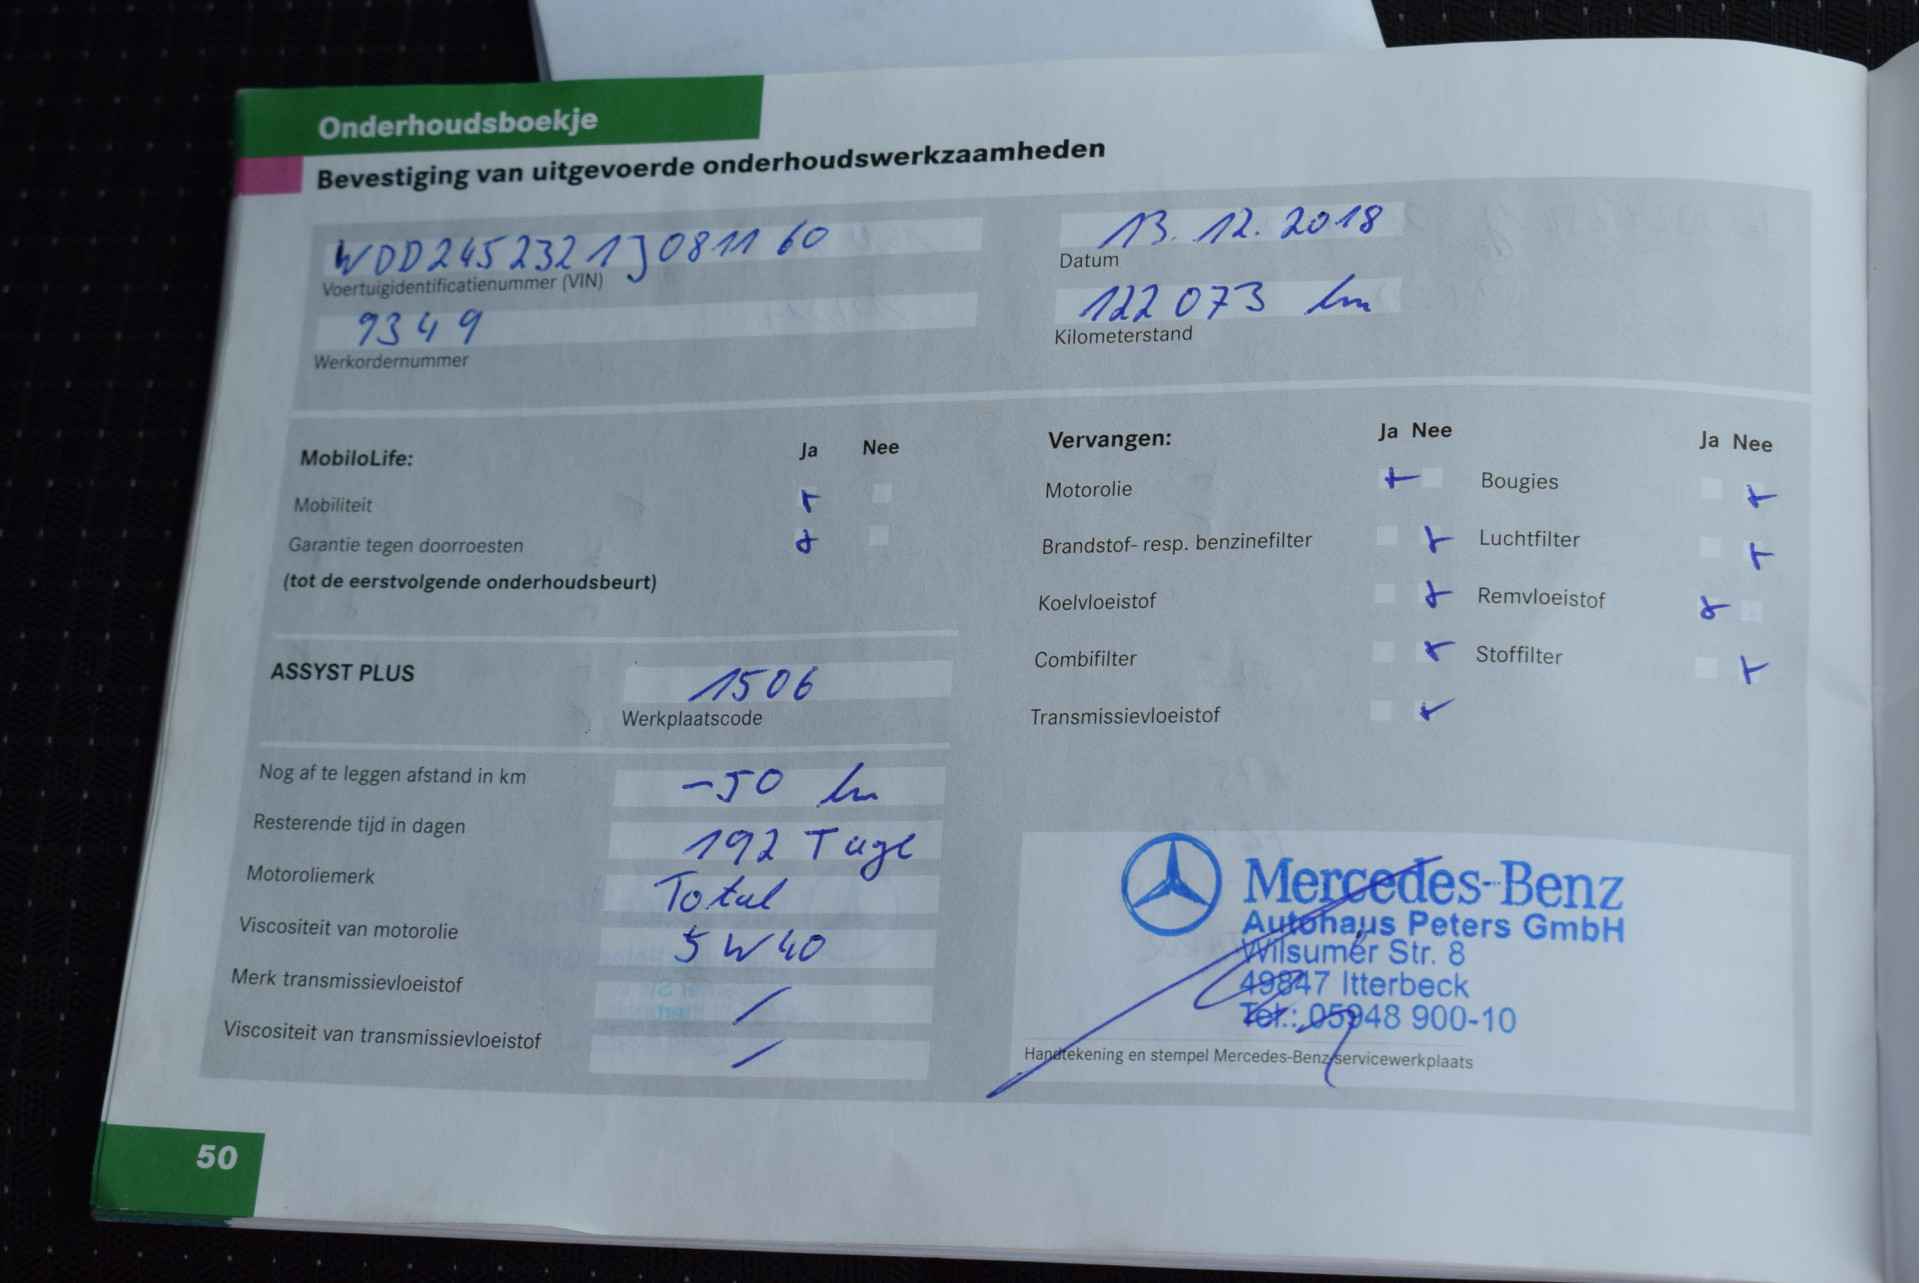 Onderhoudsboekje
Bevestiging van uitgevoerde onderhoudswerkzaamheden
WDD2452321J081160
Voertuigidentificatienummer (VIN)
9349
Werkordernummer
13.12.2018
Datum
122073 km
Kilometerstand
MobiloLife: Ja Nee
Mobiliteit
Garantie tegen doorroesten
(tot de eerstvolgende onderhoudsbeurt)
ASSYST PLUS 1506
Werkplaatscode
Nog af te leggen afstand in km -50 km
Resterende tijd in dagen 192 Tage
Motoroliemerk Total
Viscositeit van motorolie 5W40
Merk transmissievloeistof /
Viscositeit van transmissievloeistof /
Vervangen: Ja Nee Ja Nee
Motorolie Bougies
Brandstof- resp. benzinefilter Luchtfilter
Koelvloeistof Remvloeistof
Combifilter Stoffilter
Transmissievloeistof
Mercedes-Benz
Autohaus Peters GmbH
Wilsumer Str. 8
49847 Itterbeck
Tel.: 05948 900-10
Handtekening en stempel Mercedes-Benz-servicewerkplaats
50